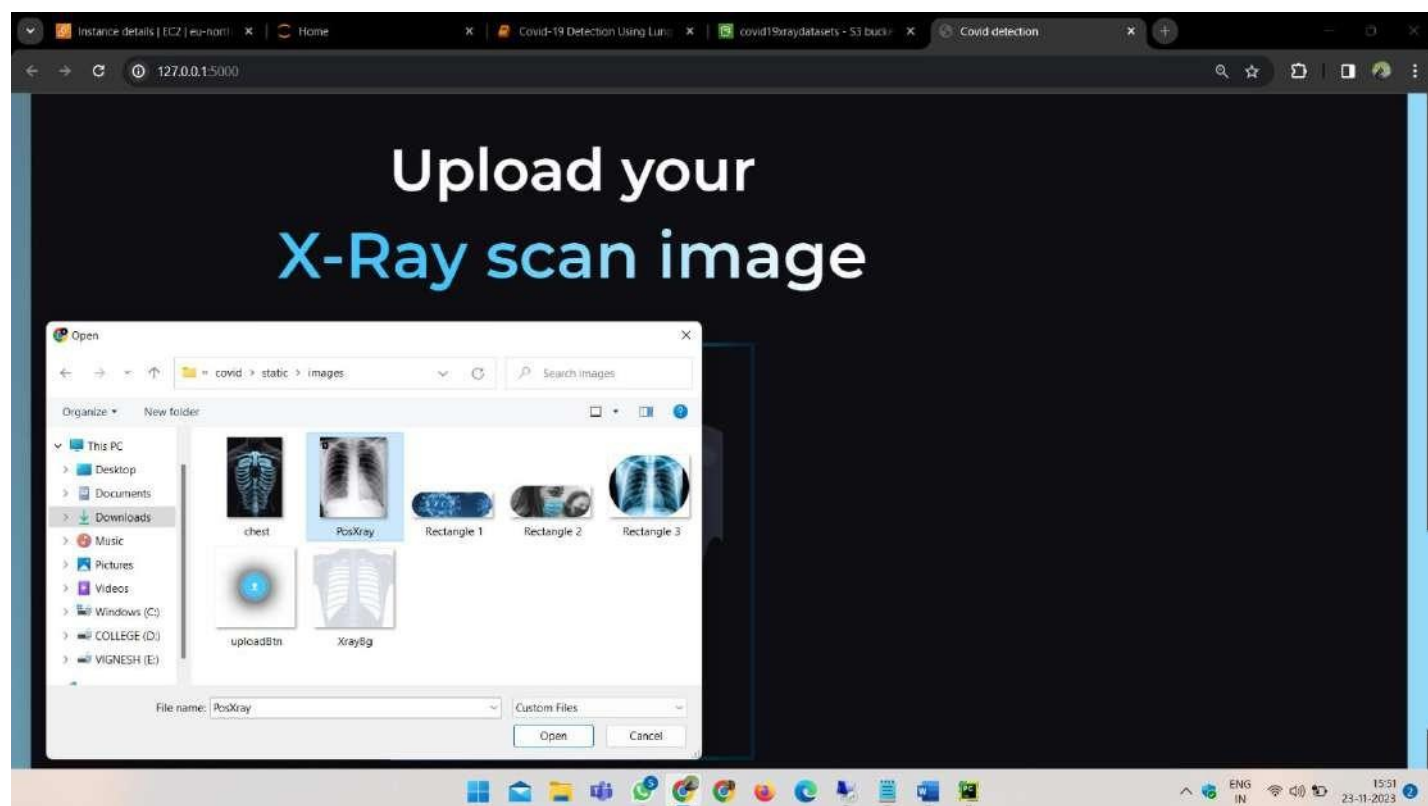 Instance details | EC2 | eu-nort
Home
Covid-19 Detection Using Lun
covid19xraydatasets - S3 buck
Covid detection
127.0.0.1:5000
Upload your
X-Ray scan image
Open
« covid > static > images
Search images
Organize
New folder
This PC
Desktop
Documents
Downloads
Music
Pictures
Videos
Windows (C:)
COLLEGE (D:)
VIGNESH (E:)
chest
PosXray
Rectangle 1
Rectangle 2
Rectangle 3
uploadBtn
XrayBg
File name: PosXray
Custom Files
Open
Cancel
ENG
IN
15:51
23-11-2023